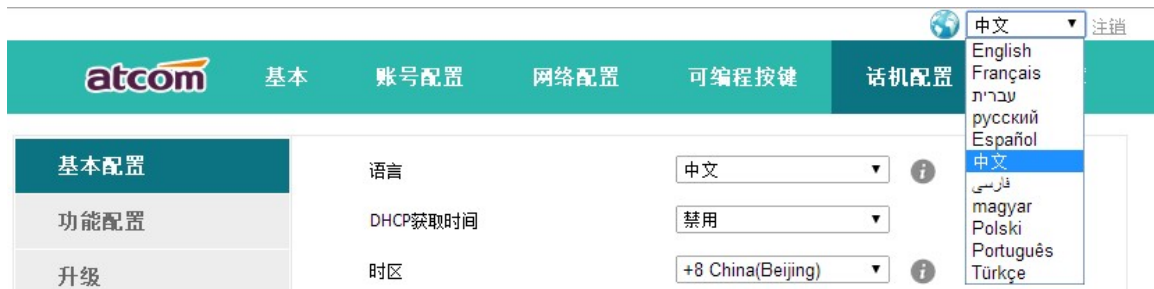 中文 注销
atcom 基本 账号配置 网络配置 可编程按键 话机配置
English
Français
עברית
русский
Español
中文
فارسی
magyar
Polski
Português
Türkçe
基本配置
功能配置
升级
语言 中文
DHCP获取时间 禁用
时区 +8 China(Beijing)